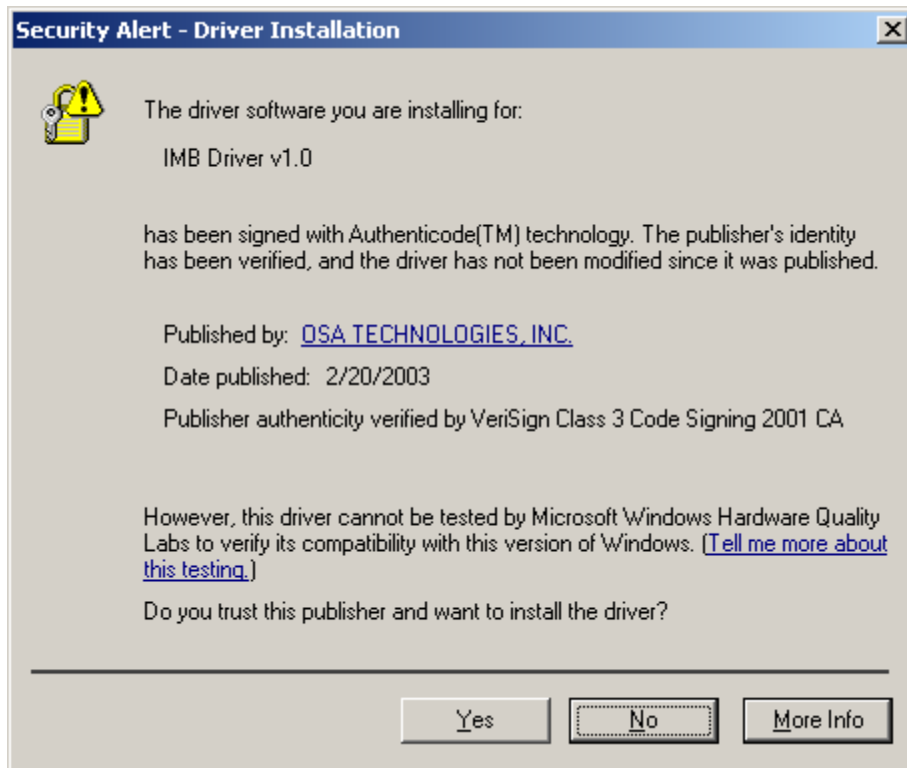 Security Alert - Driver Installation
The driver software you are installing for:
IMB Driver v1.0
has been signed with Authenticode(TM) technology. The publisher's identity
has been verified, and the driver has not been modified since it was published.
Published by: OSA TECHNOLOGIES, INC.
Date published: 2/20/2003
Publisher authenticity verified by VeriSign Class 3 Code Signing 2001 CA
However, this driver cannot be tested by Microsoft Windows Hardware Quality
Labs to verify its compatibility with this version of Windows. (Tell me more about
this testing.)
Do you trust this publisher and want to install the driver?
Yes No More Info